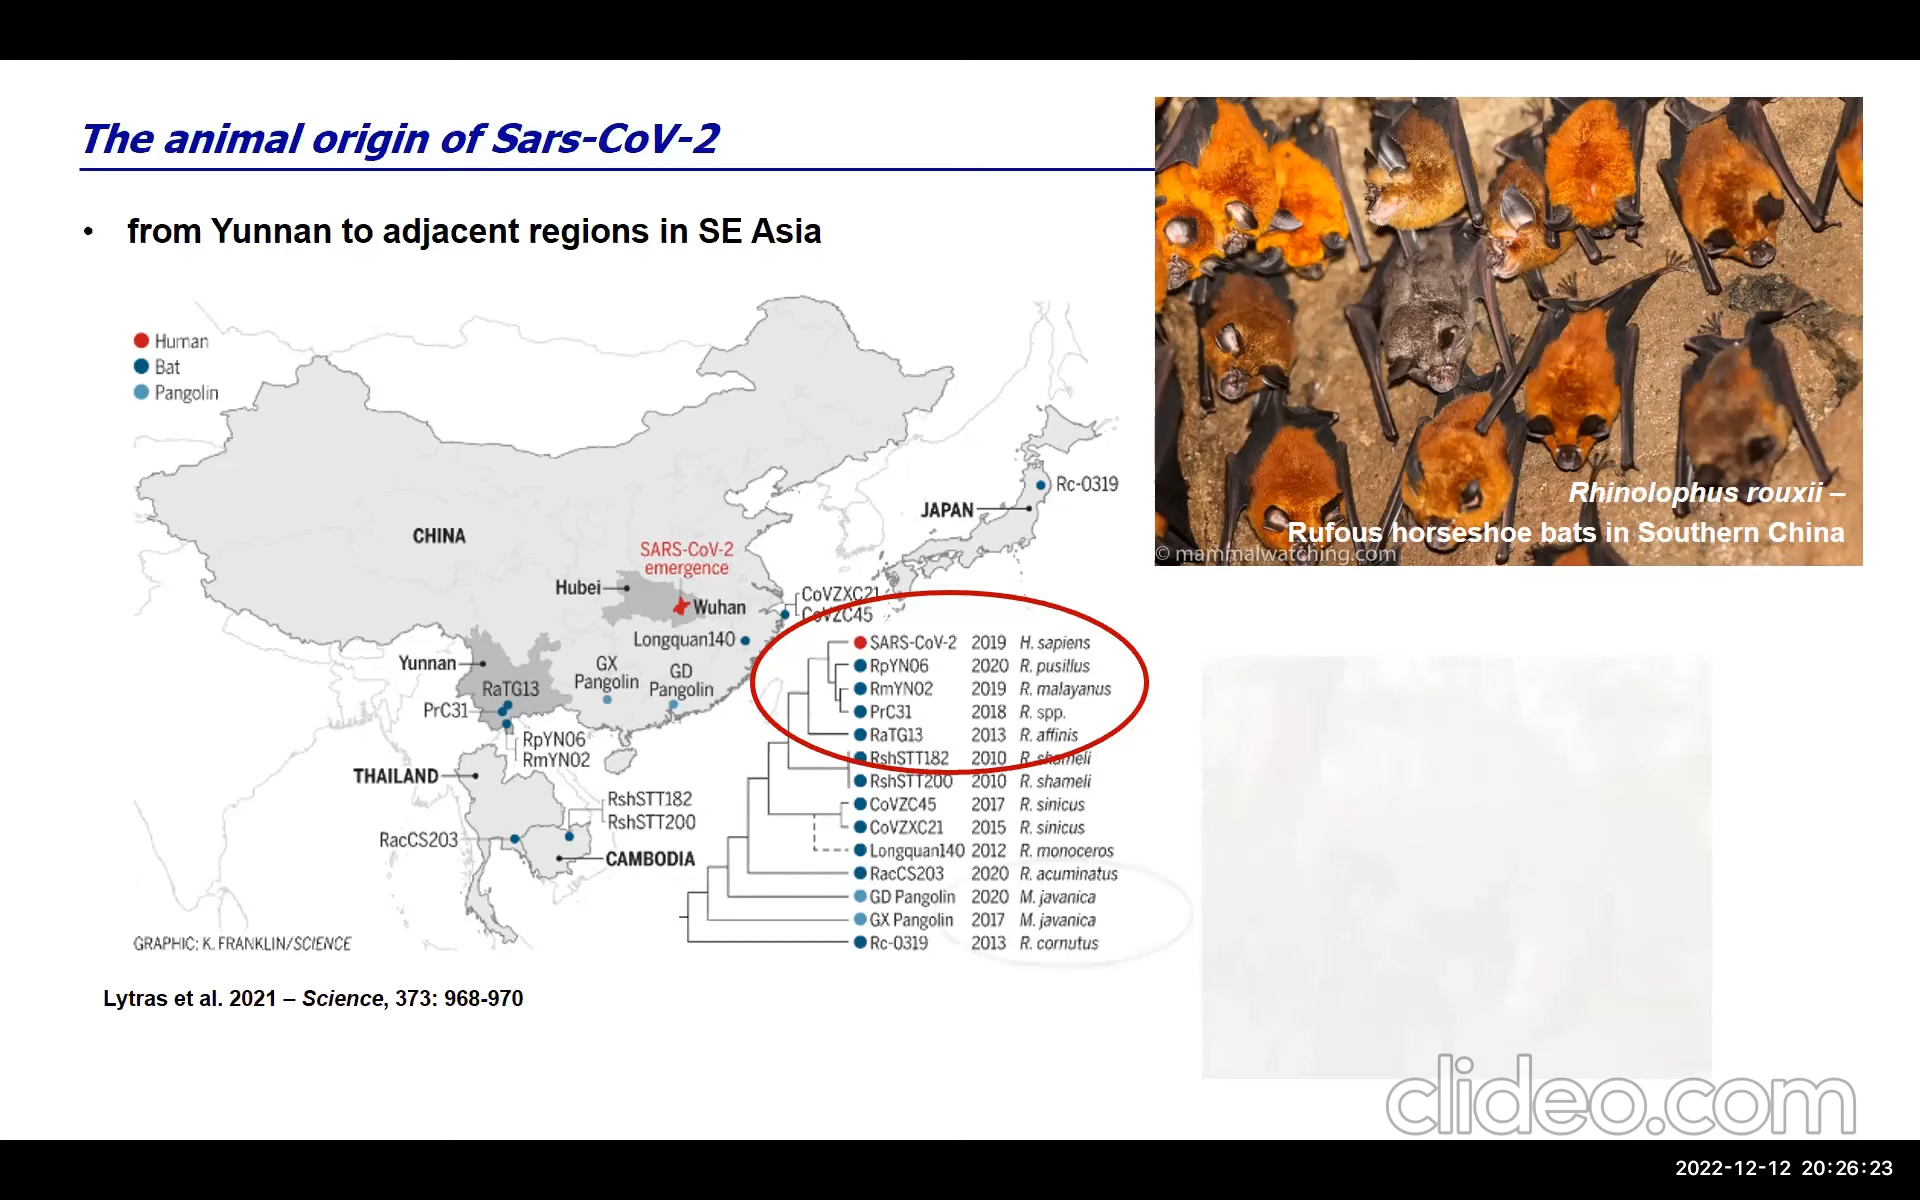 The animal origin of Sars-CoV-2
• from Yunnan to adjacent regions in SE Asia
Human
Bat
Pangolin
CHINA
JAPAN
Rc-0319
SARS-CoV-2
emergence
Hubei
Wuhan
CoVZXC21
CoVZC45
Longquan140
Yunnan
RaTG13
GX
Pangolin
GD
Pangolin
PrC31
RpYN06
RmYN02
THAILAND
RshSTT182
RshSTT200
RacCS203
CAMBODIA
SARS-CoV-2 2019 H. sapiens
RpYN06 2020 R. pusillus
RmYN02 2019 R. malayanus
PrC31 2018 R. spp.
RaTG13 2013 R. affinis
RshSTT182 2010 R. shameli
RshSTT200 2010 R. shameli
CoVZC45 2017 R. sinicus
CoVZXC21 2015 R. sinicus
Longquan140 2012 R. monoceros
RacCS203 2020 R. acuminatus
GD Pangolin 2020 M. javanica
GX Pangolin 2017 M. javanica
Rc-0319 2013 R. cornutus
GRAPHIC: K. FRANKLIN/SCIENCE
Lytras et al. 2021 – Science, 373: 968-970
Rhinolophus rouxii –
Rufous horseshoe bats in Southern China
© mammalwatching.com
clideo.com
2022-12-12 20:26:23